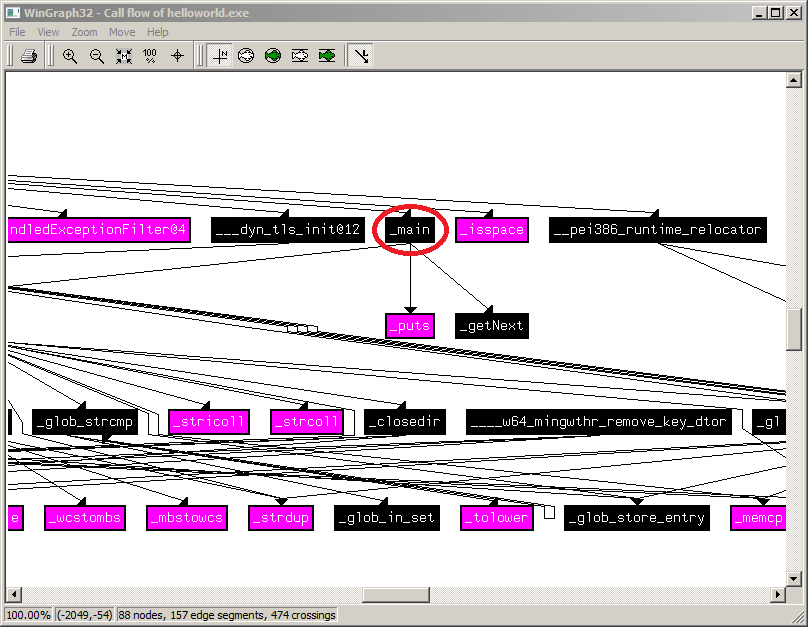 WinGraph32 - Call flow of helloworld.exe
File View Zoom Move Help
100 %
N
ndledExceptionFilter@4 ___dyn_tls_init@12 _main _isspace __pei386_runtime_relocator
_puts _getNext
_glob_strcmp _stricoll _strcoll _closedir ____w64_mingwthr_remove_key_dtor _gl
e _wcstombs _mbstowcs _strdup _glob_in_set _tolower _glob_store_entry _memcp
100.00% (-2049,-54) 88 nodes, 157 edge segments, 474 crossings